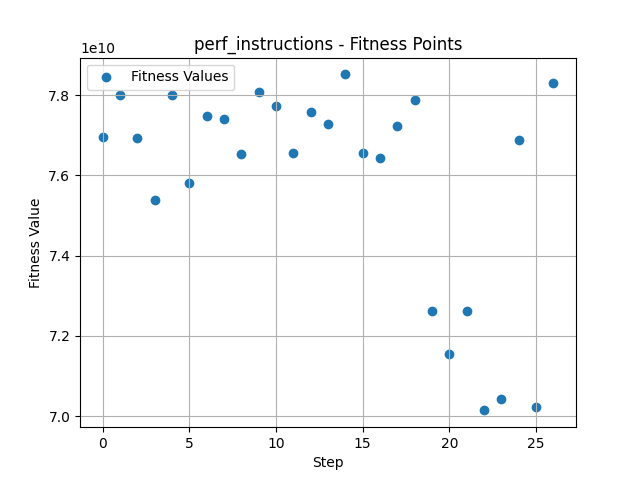 perf_instructions - Fitness Points
1e10
Fitness Values
7.8
7.6
7.4
7.2
7.0
Fitness Value
0
5
10
15
20
25
Step